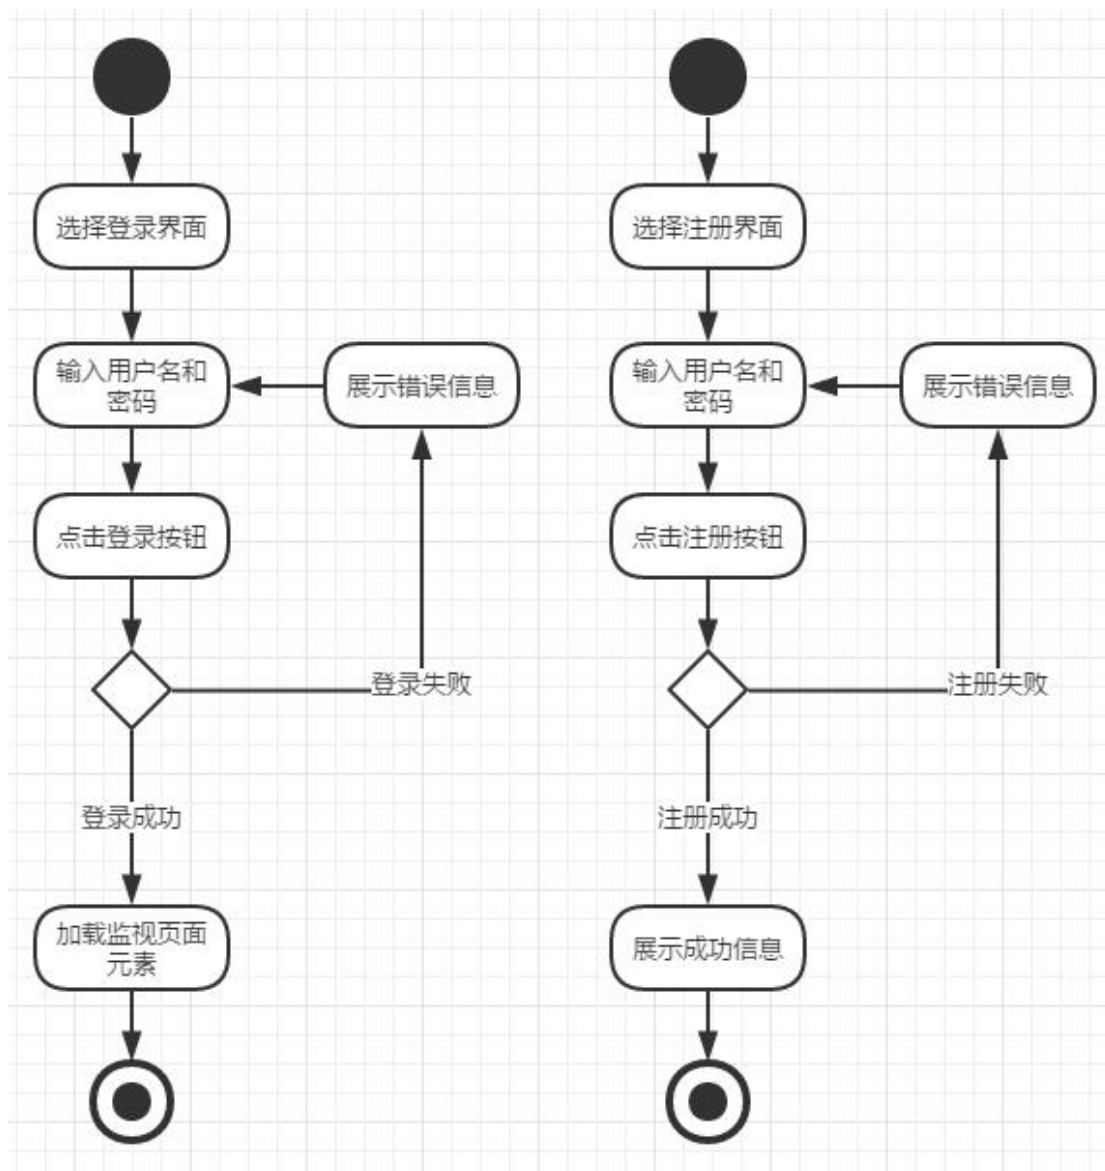 选择登录界面
输入用户名和
密码
展示错误信息
点击登录按钮
登录失败
登录成功
加载监视页面
元素
选择注册界面
输入用户名和
密码
展示错误信息
点击注册按钮
注册失败
注册成功
展示成功信息